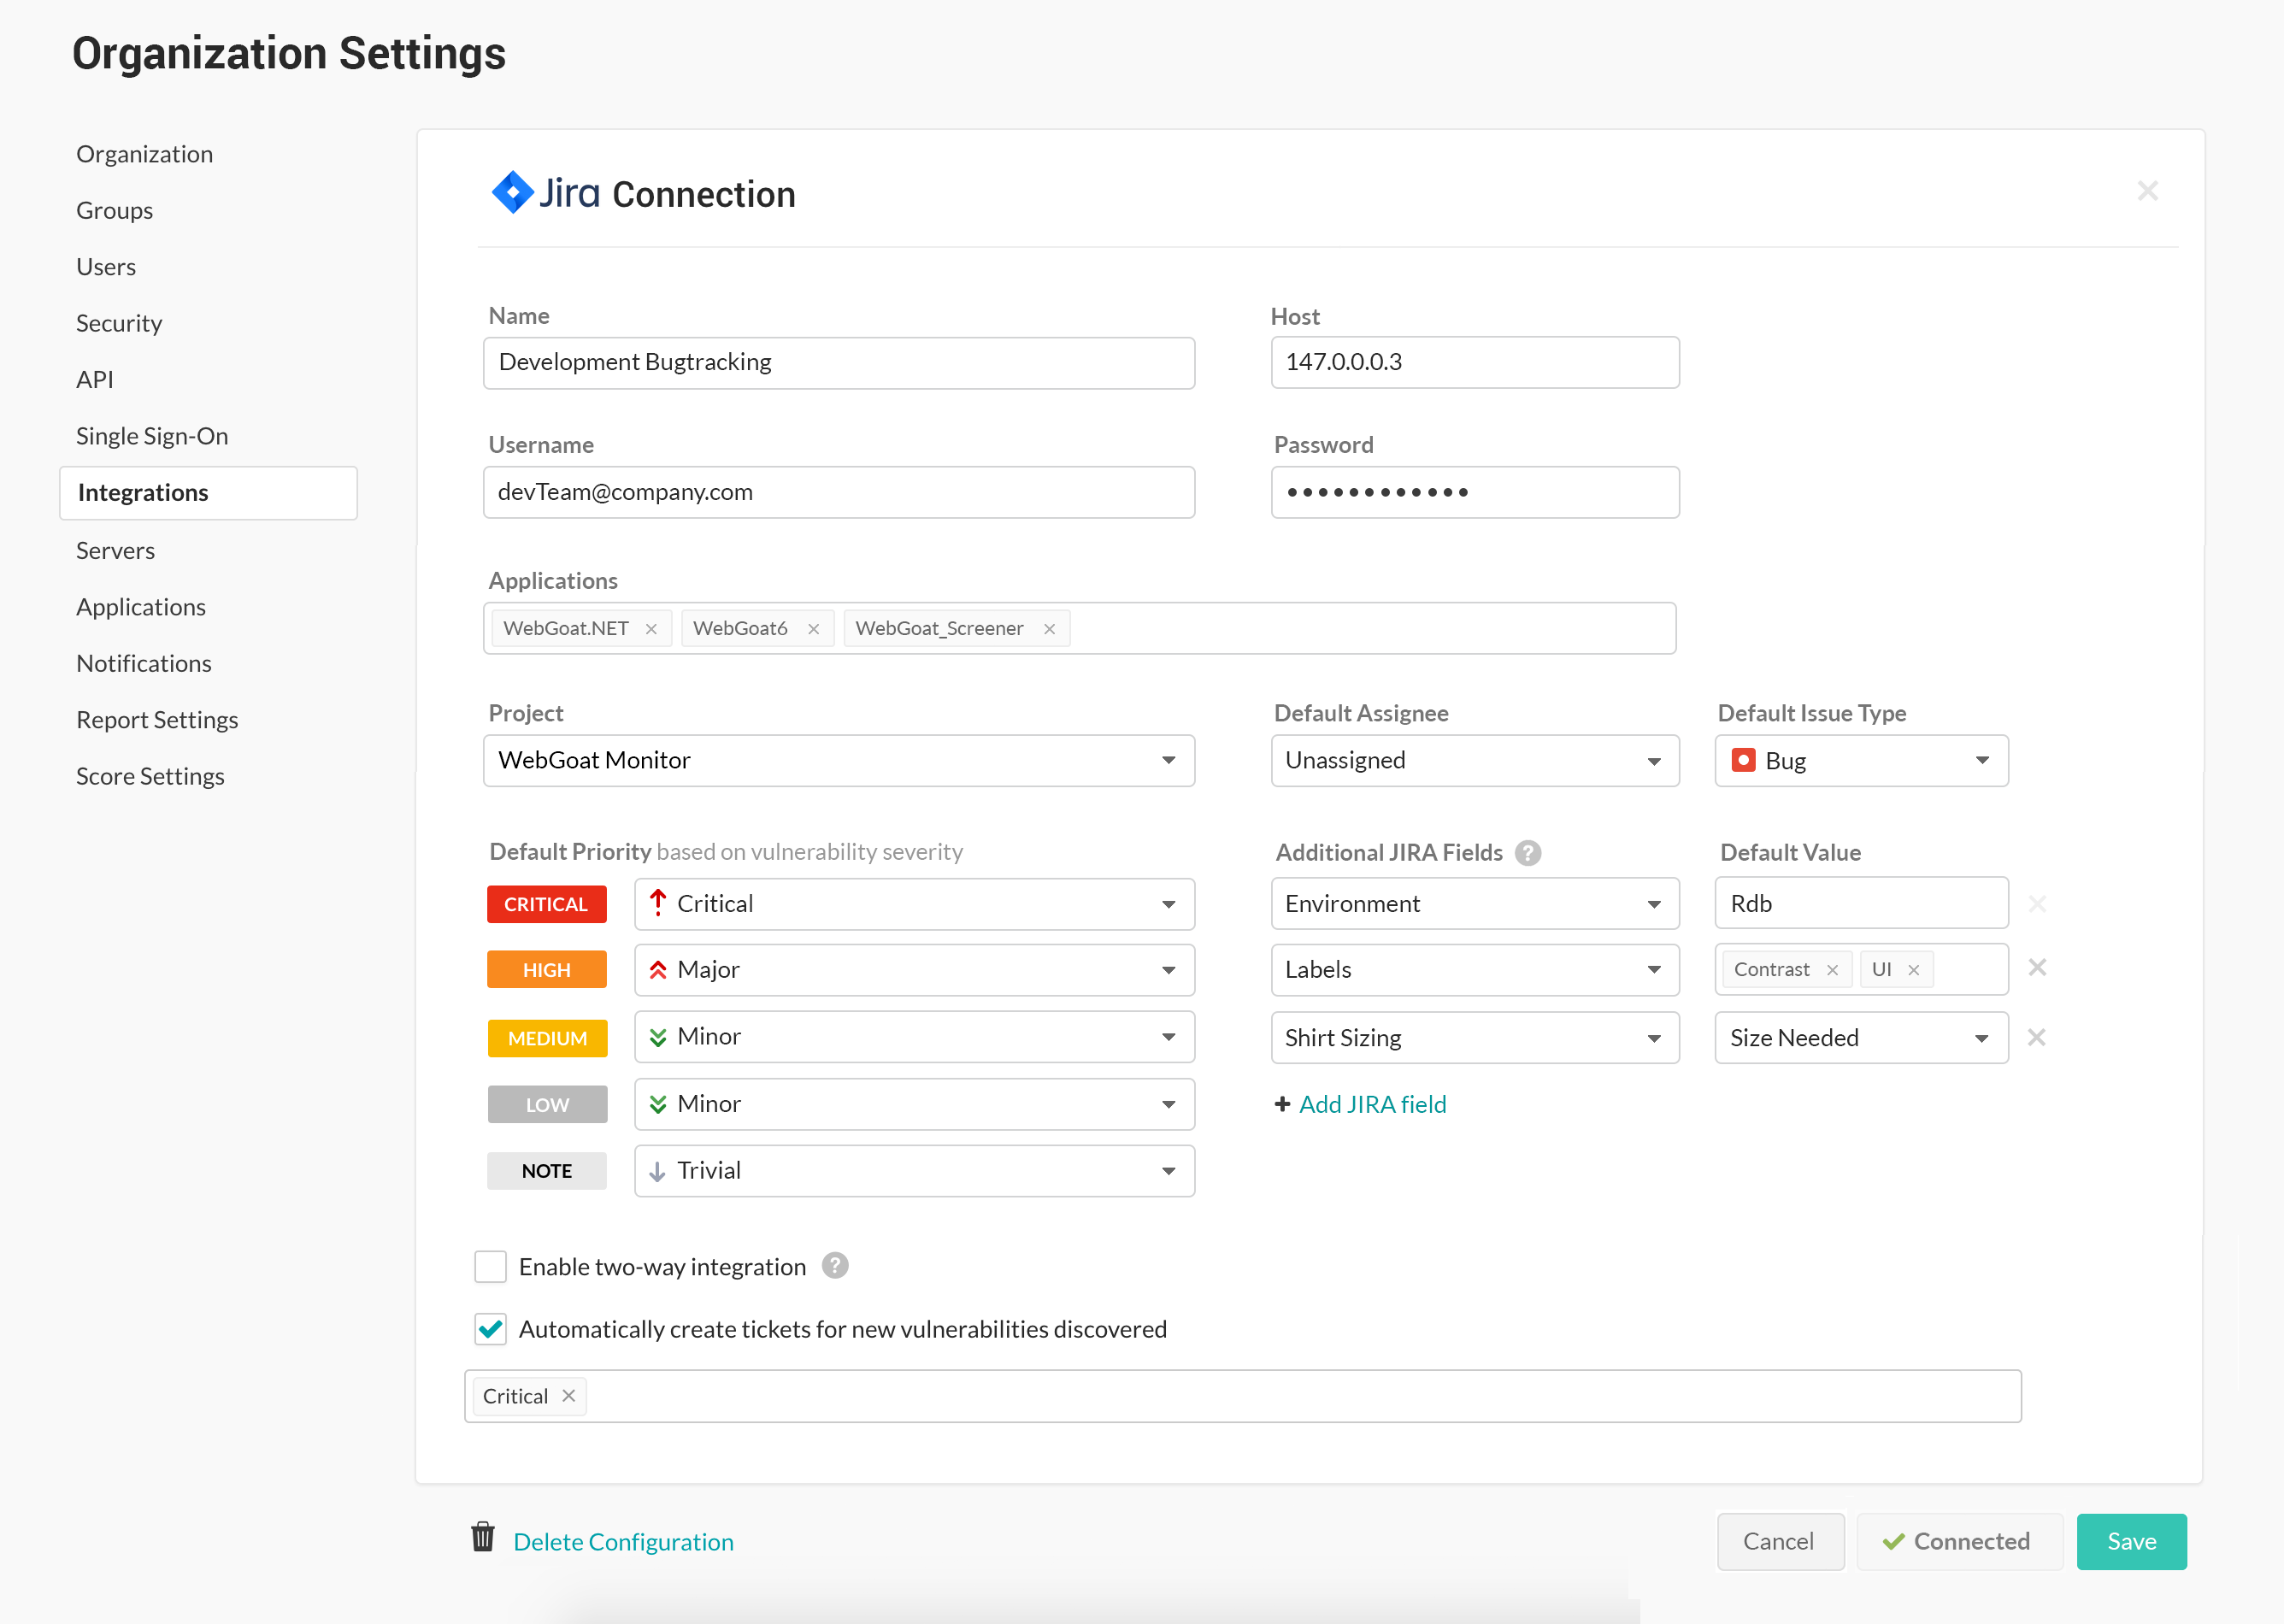 Organization Settings
Organization
Groups
Users
Security
API
Single Sign-On
Integrations
Servers
Applications
Notifications
Report Settings
Score Settings
Jira Connection
Name
Host
Development Bugtracking
147.0.0.0.3
Username
Password
devTeam@company.com
Applications
WebGoat.NET WebGoat6 WebGoat_Screener
Project
Default Assignee
Default Issue Type
WebGoat Monitor
Unassigned
Bug
Default Priority based on vulnerability severity
CRITICAL Critical
HIGH Major
MEDIUM Minor
LOW Minor
NOTE Trivial
Additional JIRA Fields ?
Default Value
Environment
Rdb
Labels
Contrast UI
Shirt Sizing
Size Needed
+ Add JIRA field
Enable two-way integration ?
Automatically create tickets for new vulnerabilities discovered
Critical
Delete Configuration
Cancel
Connected
Save